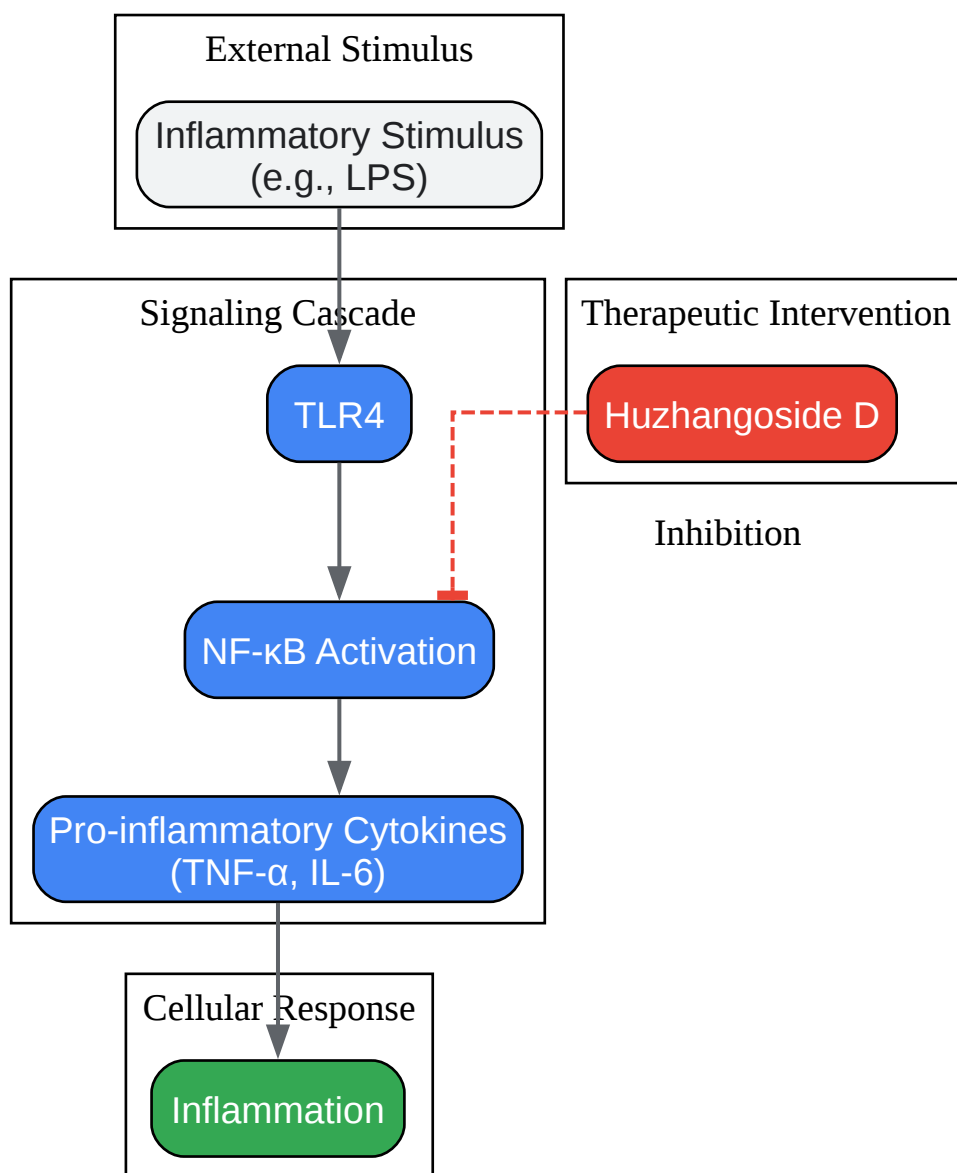 External Stimulus
Inflammatory Stimulus
(e.g., LPS)
Signaling Cascade
Therapeutic Intervention
TLR4
Huzhangoside D
Inhibition
NF-κB Activation
Pro-inflammatory Cytokines
(TNF-α, IL-6)
Cellular Response
Inflammation